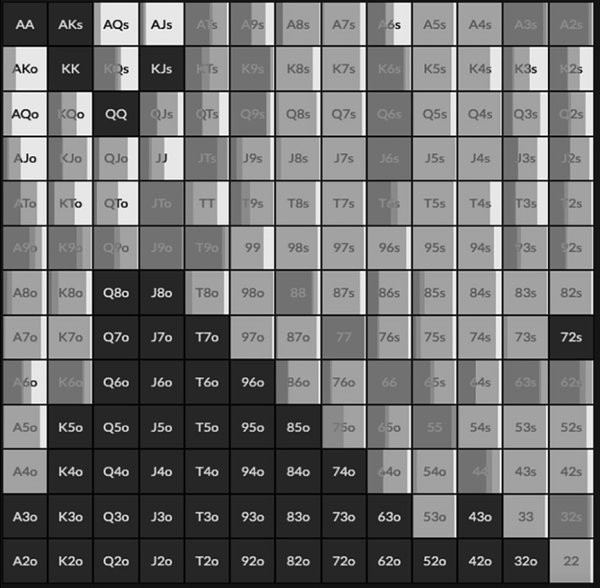 AA AKs AQs AJs ATs A9s A8s A7s A6s A5s A4s A3s A2s
AKo KK KQs KJs KTs K9s K8s K7s K6s K5s K4s K3s K2s
AQo KQo QQ QJs QTs Q9s Q8s Q7s Q6s Q5s Q4s Q3s Q2s
AJo KJo QJo JJ JTs J9s J8s J7s J6s J5s J4s J3s J2s
ATo KTo QTo JTo TT T9s T8s T7s T6s T5s T4s T3s T2s
A9o K9o Q9o J9o T9o 99 98s 97s 96s 95s 94s 93s 92s
A8o K8o Q8o J8o T8o 98o 88 87s 86s 85s 84s 83s 82s
A7o K7o Q7o J7o T7o 97o 87o 77 76s 75s 74s 73s 72s
A6o K6o Q6o J6o T6o 96o 86o 76o 66 65s 64s 63s 62s
A5o K5o Q5o J5o T5o 95o 85o 75o 65o 55 54s 53s 52s
A4o K4o Q4o J4o T4o 94o 84o 74o 64o 54o 44 43s 42s
A3o K3o Q3o J3o T3o 93o 83o 73o 63o 53o 43o 33 32s
A2o K2o Q2o J2o T2o 92o 82o 72o 62o 52o 42o 32o 22